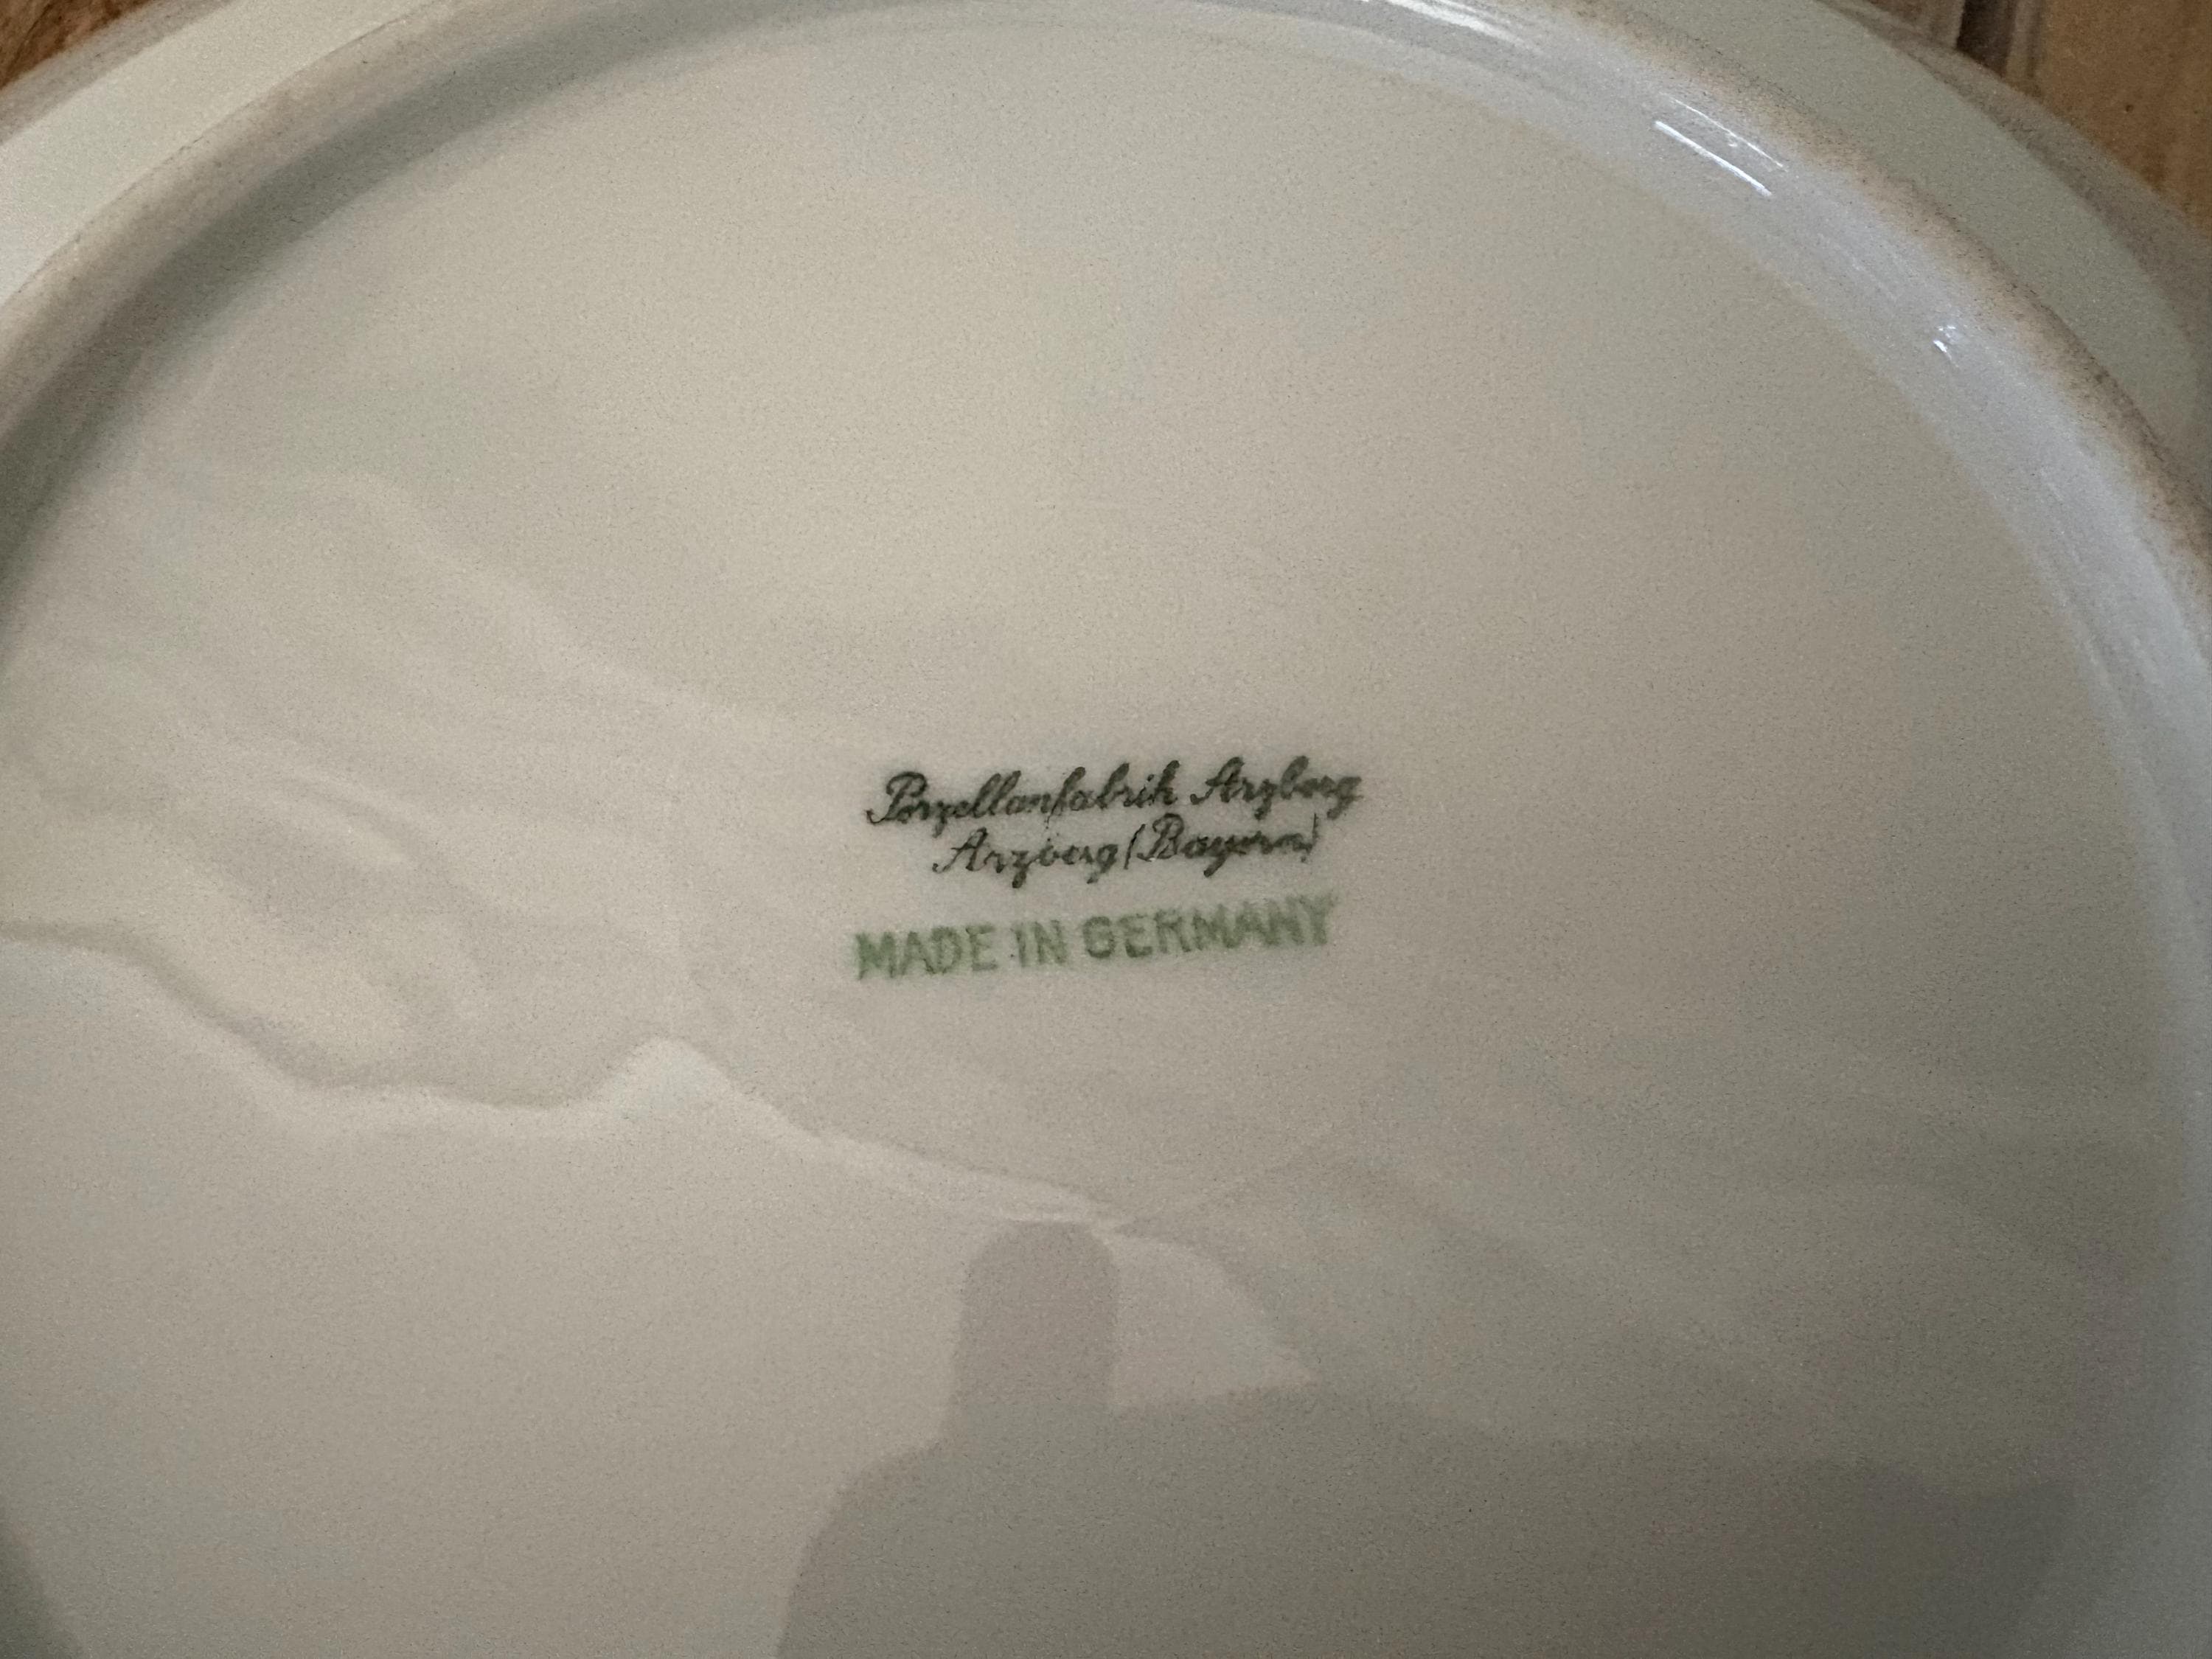 Porzellanfabrik Arzberg
Arzberg (Bayern)
MADE IN GERMANY